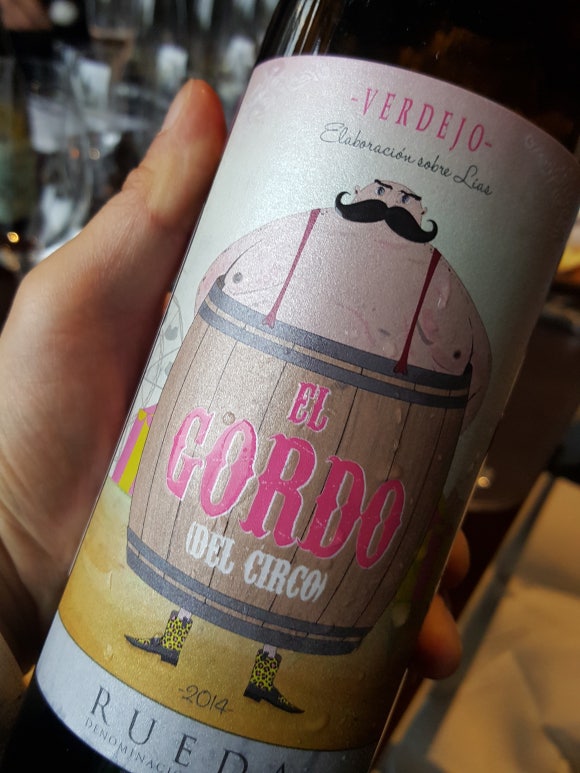 -VERDEJO-
Elaboración sobre Lías
EL
GORDO
(DEL CIRCO)
-2014-
RUEDA